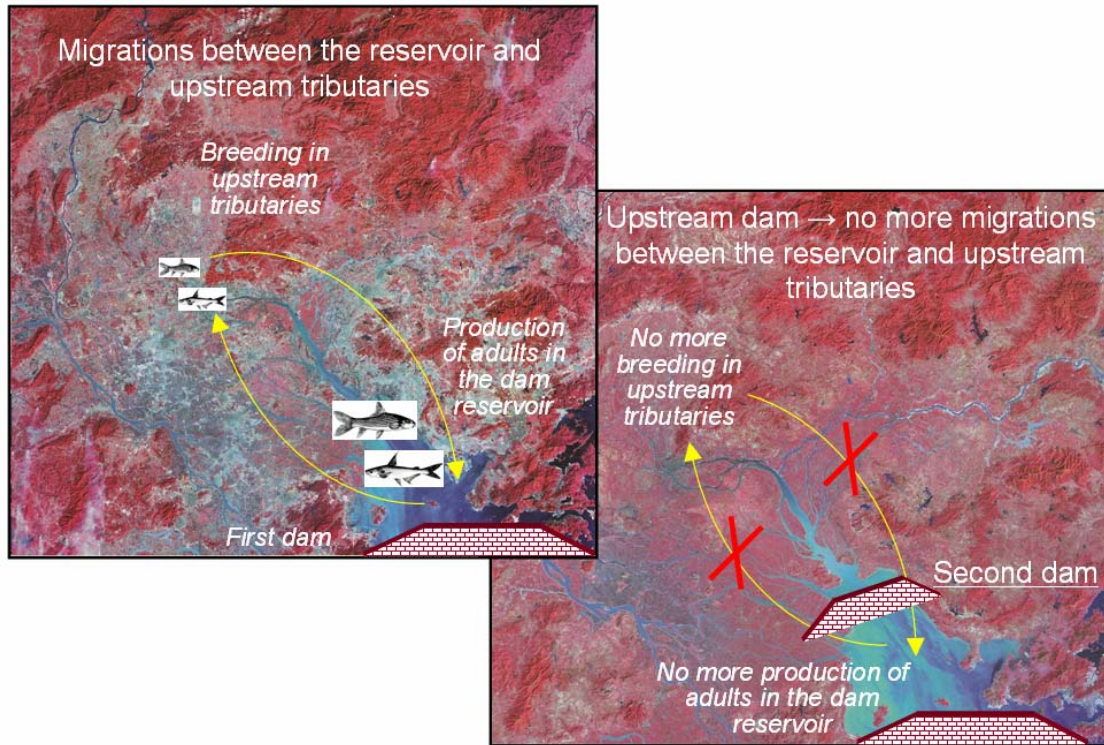 Migrations between the reservoir and
upstream tributaries
Breeding in
upstream
tributaries
Production
of adults in
the dam
reservoir
First dam
Upstream dam → no more migrations
between the reservoir and upstream
tributaries
No more
breeding in
upstream
tributaries
Second dam
No more production of
adults in the dam
reservoir